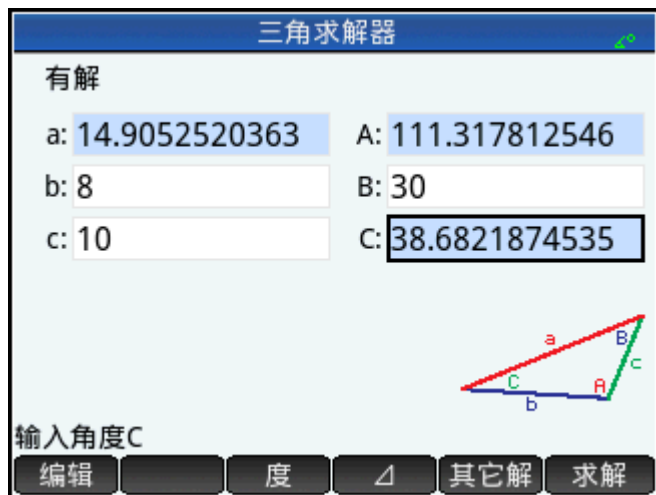 三角求解器
有解
a: 14.9052520363 A: 111.317812546
b: 8 B: 30
c: 10 C: 38.6821874535
a B
C A c
b
输入角度C
编辑 度 ⊿ 其它解 求解